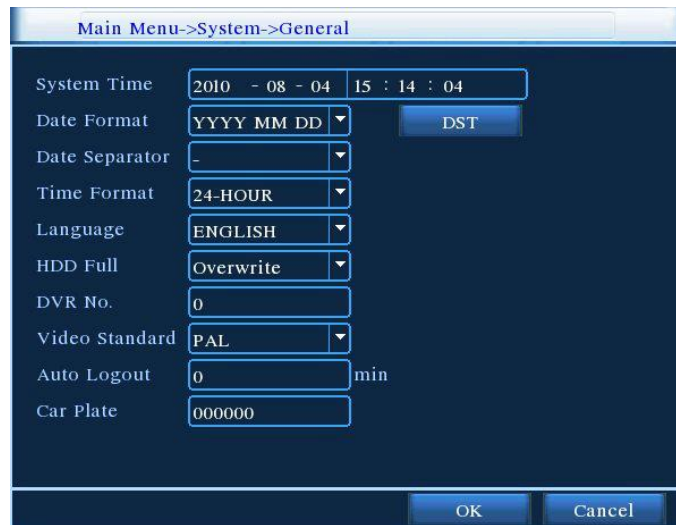 Main Menu->System->General
System Time 2010 - 08 - 04 15 : 14 : 04
Date Format YYYY MM DD DST
Date Separator -
Time Format 24-HOUR
Language ENGLISH
HDD Full Overwrite
DVR No. 0
Video Standard PAL
Auto Logout 0 min
Car Plate 000000
OK Cancel